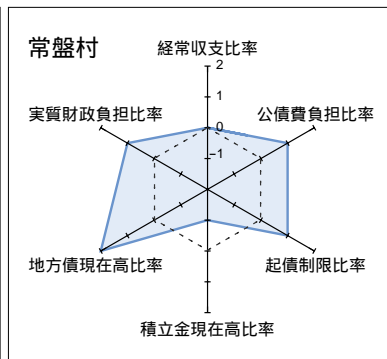 常盤村
経常収支比率
2
1
0
-1
実質財政負担比率
公債費負担比率
地方債現在高比率
起債制限比率
積立金現在高比率